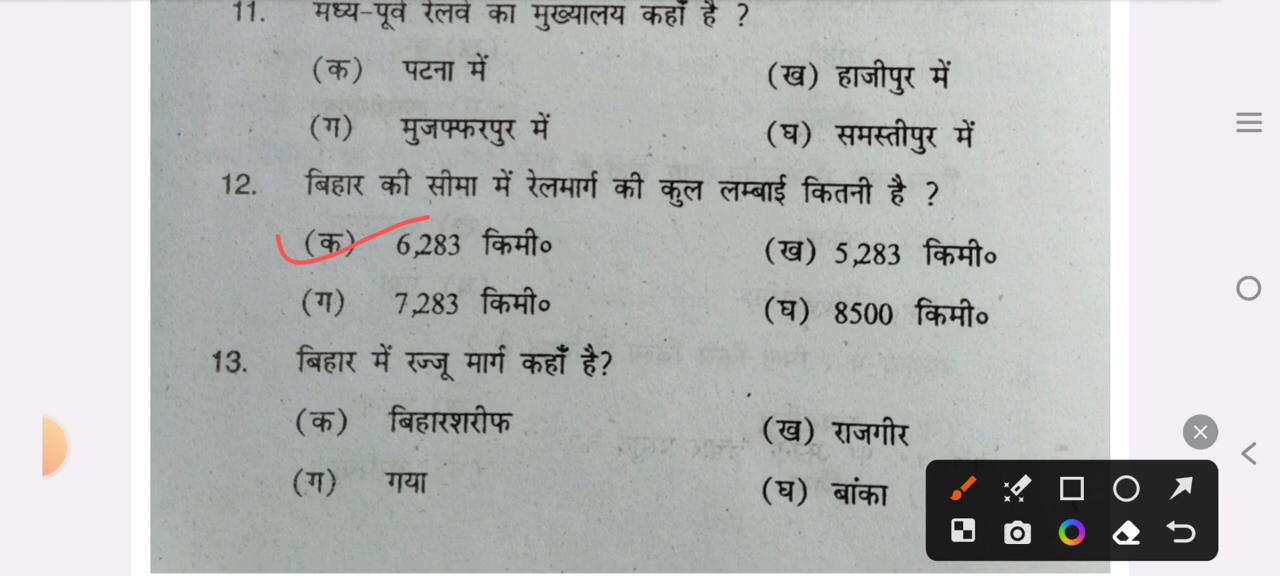 11. मध्य-पूर्व रेलवे का मुख्यालय कहाँ है ?
(क) पटना में (ख) हाजीपुर में
(ग) मुजफ्फरपुर में (घ) समस्तीपुर में
12. बिहार की सीमा में रेलमार्ग की कुल लम्बाई कितनी है ?
(क) 6,283 किमी० (ख) 5,283 किमी०
(ग) 7,283 किमी० (घ) 8500 किमी०
13. बिहार में रज्जू मार्ग कहाँ है?
(क) बिहारशरीफ (ख) राजगीर
(ग) गया (घ) बांका